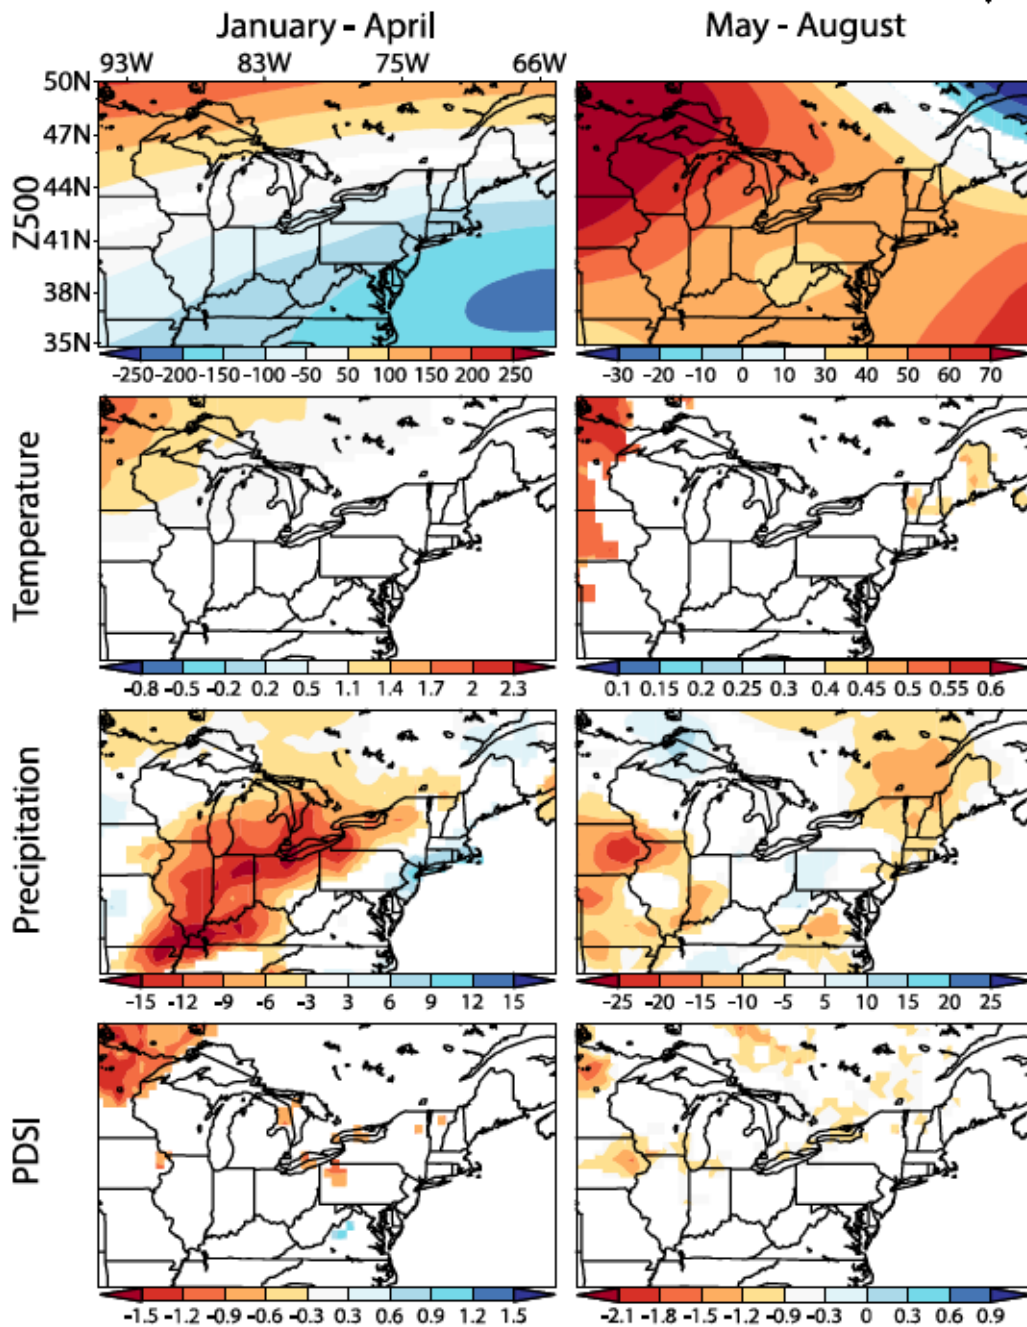 January - April
May - August
93W 83W 75W 66W
50N
47N
44N
41N
38N
35N
Z500
-250 -200 -150 -100 -50 50 100 150 200 250
-30 -20 -10 0 10 30 40 50 60 70
Temperature
-0.8 -0.5 -0.2 0.2 0.5 1.1 1.4 1.7 2 2.3
0.1 0.15 0.2 0.25 0.3 0.4 0.45 0.5 0.55 0.6
Precipitation
-15 -12 -9 -6 -3 3 6 9 12 15
-25 -20 -15 -10 -5 5 10 15 20 25
PDSI
-1.5 -1.2 -0.9 -0.6 -0.3 0.3 0.6 0.9 1.2 1.5
-2.1 -1.8 -1.5 -1.2 -0.9 -0.3 0 0.3 0.6 0.9